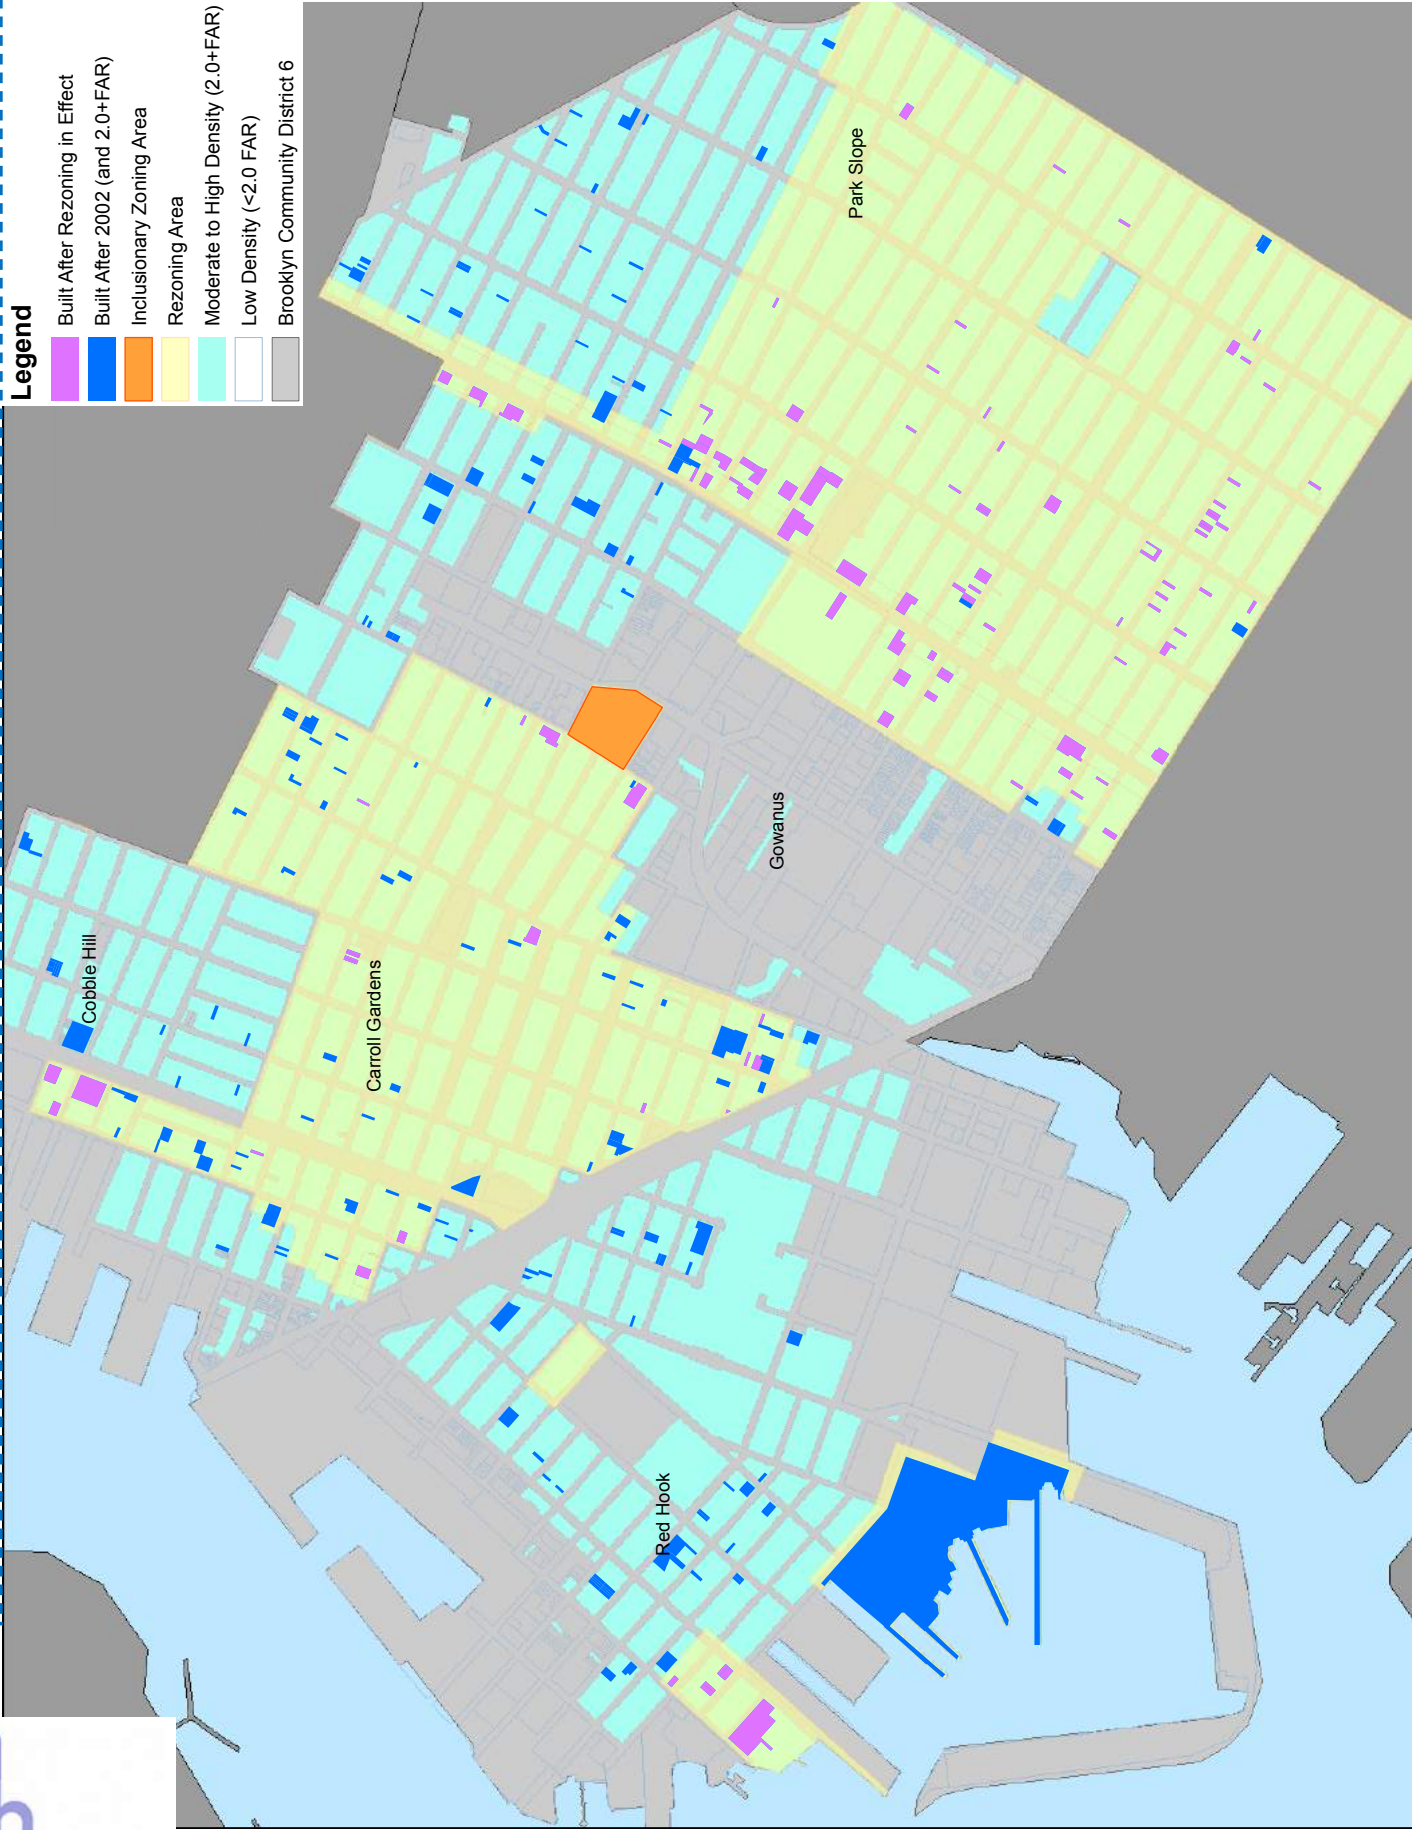 Legend
Built After Rezoning in Effect
Built After 2002 (and 2.0+FAR)
Inclusionary Zoning Area
Rezoning Area
Moderate to High Density (2.0+FAR)
Low Density (<2.0 FAR)
Brooklyn Community District 6
Park Slope
Gowanus
Cobble Hill
Carroll Gardens
Red Hook